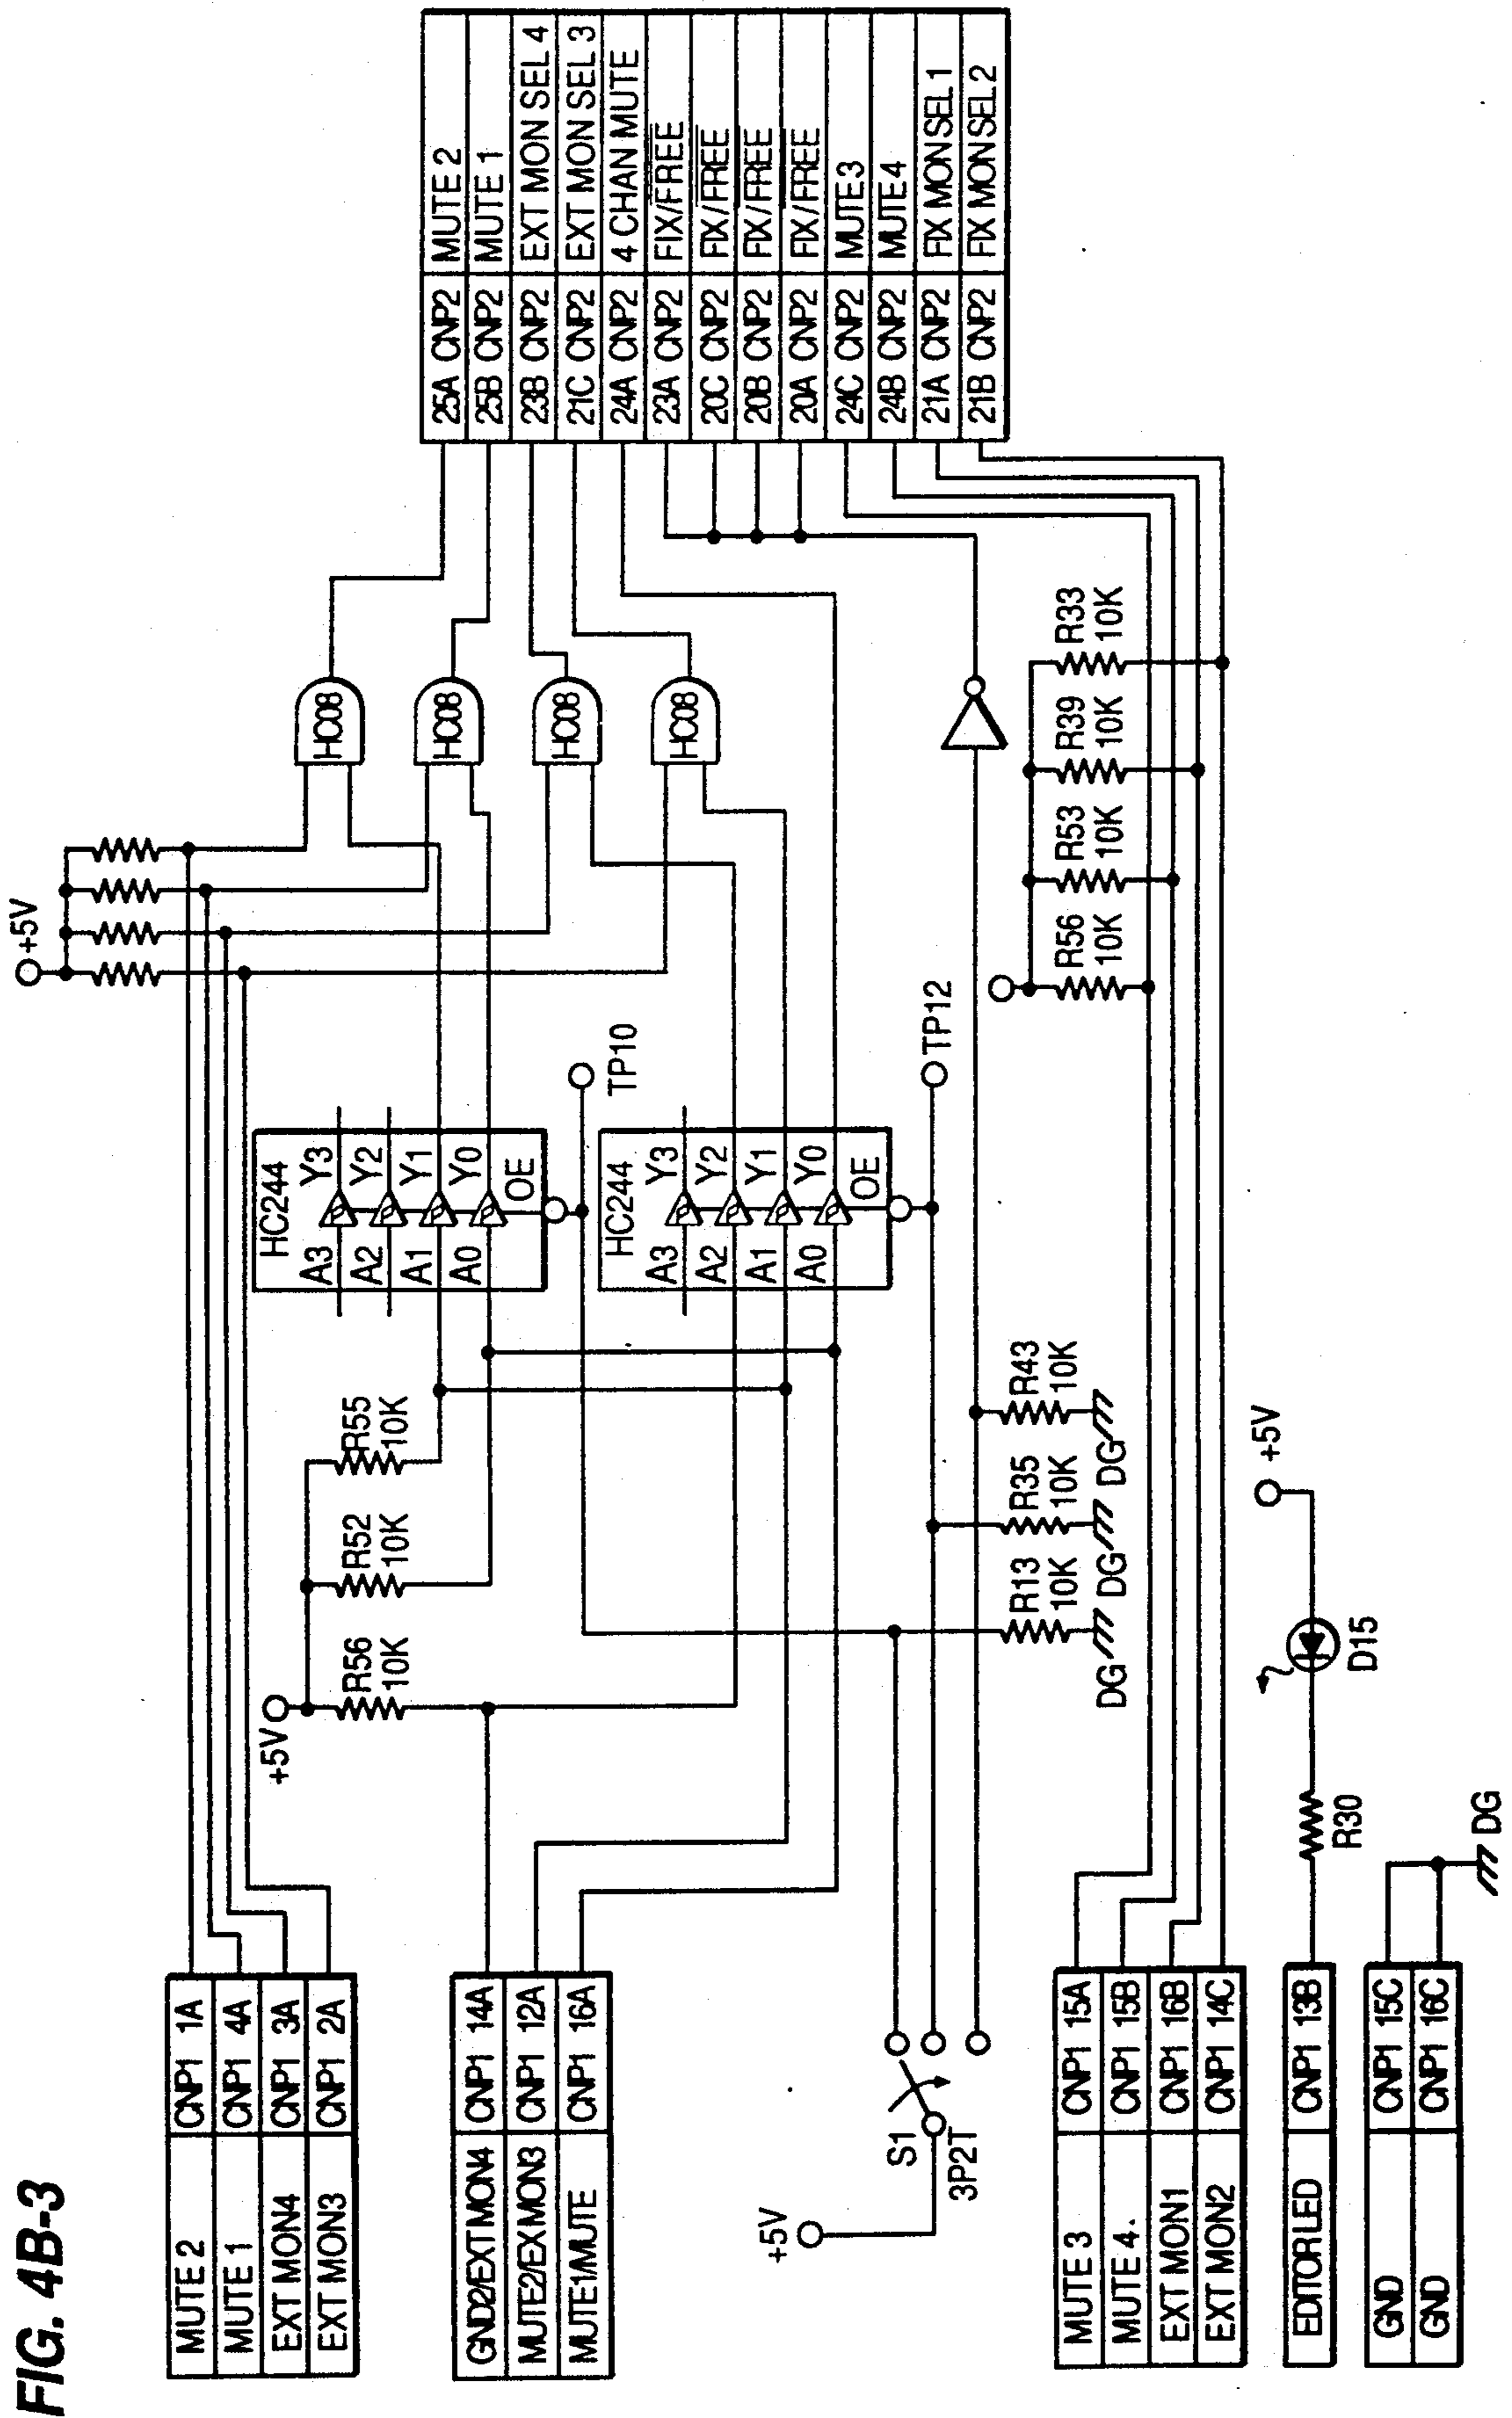 FIG. 4B-3
MUTE 2 CNP1 1A
MUTE 1 CNP1 4A
EXT MON4 CNP1 3A
EXT MON3 CNP1 2A
GND2/EXT MON4 CNP1 14A
MUTE2/EX MON3 CNP1 12A
MUTE1/MUTE CNP1 16A
+5V
S1
3P2T
MUTE 3 CNP1 15A
MUTE 4. CNP1 15B
EXT MON1 CNP1 16B
EXT MON2 CNP1 14C
EDITOR LED CNP1 13B
GND CNP1 15C
GND CNP1 16C
DG
R30
D15
+5V
+5V
R56
10K
R52
10K
R55
10K
HC244
A3 Y3
A2 Y2
A1 Y1
A0 Y0
OE
TP10
HC244
A3 Y3
A2 Y2
A1 Y1
A0 Y0
OE
TP12
R13
10K
DG
R35
10K
DG
R43
10K
DG
+5V
HC08
HC08
HC08
HC08
R56
10K
R53
10K
R39
10K
R33
10K
25A CNP2 MUTE 2
25B CNP2 MUTE 1
23B CNP2 EXT MON SEL 4
21C CNP2 EXT MON SEL 3
24A CNP2 4 CHAN MUTE
23A CNP2 FIX/FREE
20C CNP2 FIX/FREE
20B CNP2 FIX/FREE
20A CNP2 FIX/FREE
24C CNP2 MUTE3
24B CNP2 MUTE4
21A CNP2 FIX MON SEL 1
21B CNP2 FIX MON SEL 2